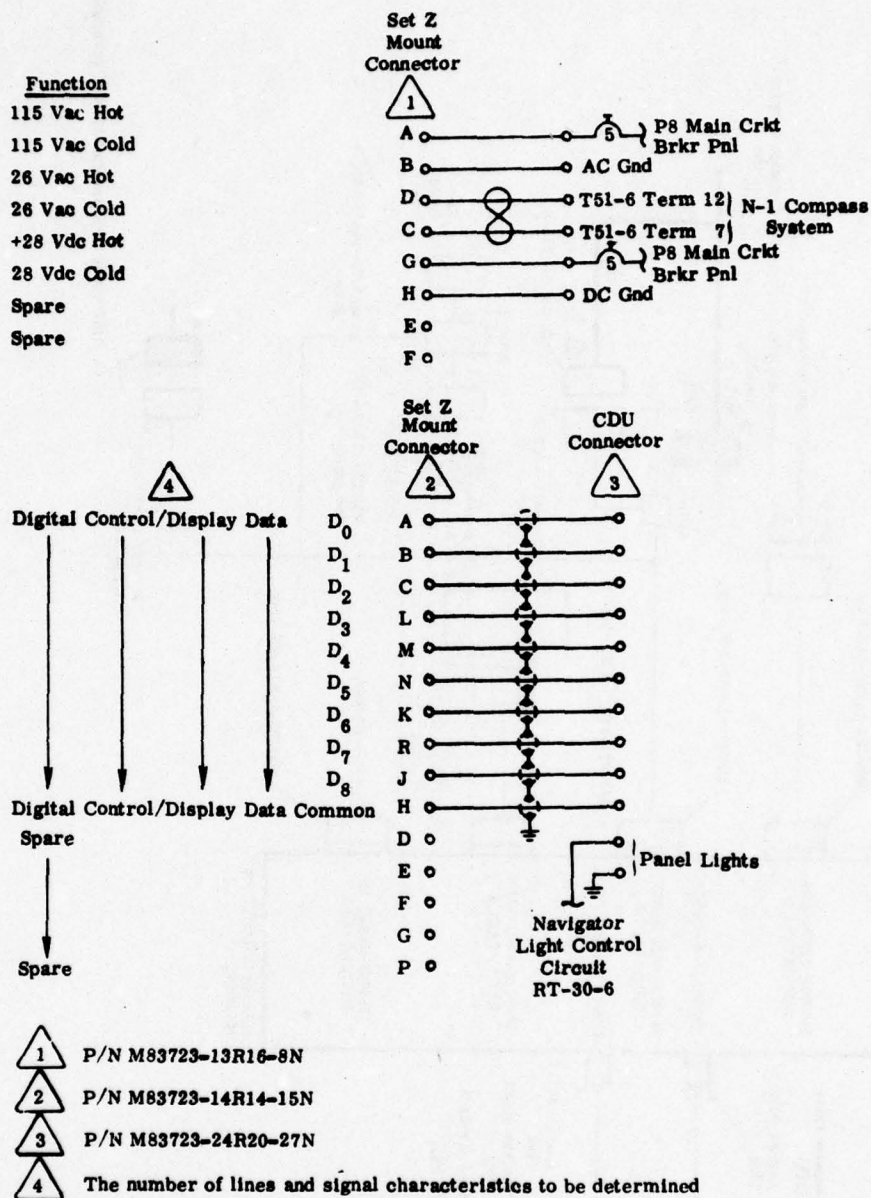 Set Z
Mount
Connector
Function
1
115 Vac Hot A 5 P8 Main Crkt
Brkr Pnl
115 Vac Cold B AC Gnd
26 Vac Hot D T51-6 Term 12 N-1 Compass
System
26 Vac Cold C T51-6 Term 7
+28 Vdc Hot G 5 P8 Main Crkt
Brkr Pnl
28 Vdc Cold H DC Gnd
Spare E
Spare F
Set Z
Mount
Connector
CDU
Connector
4 2 3
Digital Control/Display Data D0 A
D1 B
D2 C
D3 L
D4 M
D5 N
D6 K
D7 R
D8 J
Digital Control/Display Data Common H
Spare D
E
Panel Lights
F
G
Spare P
Navigator
Light Control
Circuit
RT-30-6
1 P/N M83723-13R16-8N
2 P/N M83723-14R14-15N
3 P/N M83723-24R20-27N
4 The number of lines and signal characteristics to be determined